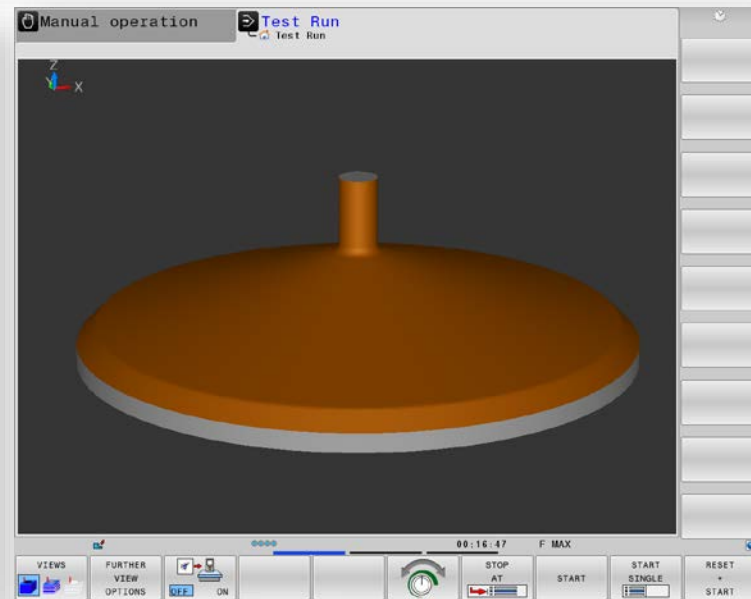 Manual operation
Test Run
Test Run
Z
Y
X
00:16:47 F MAX
VIEWS
FURTHER
VIEW
OPTIONS
OFF ON
STOP
AT
START
START
SINGLE
RESET
+
START